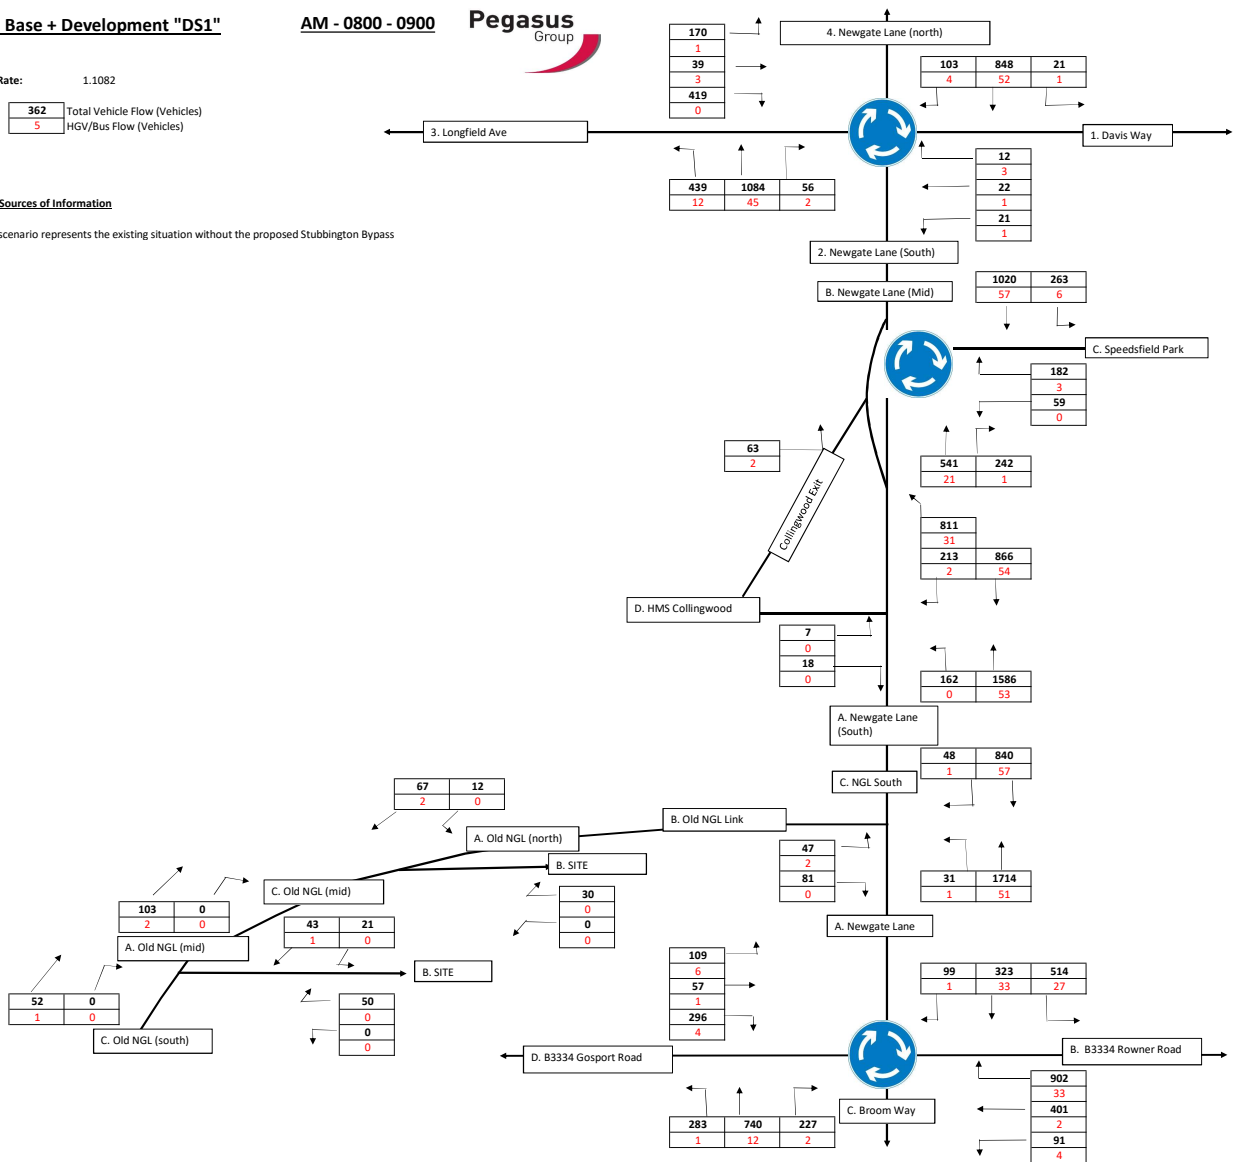 Base + Development "DS1"
AM - 0800 - 0900
Pegasus
Group
Rate: 1.1082
362 Total Vehicle Flow (Vehicles)
5 HGV/Bus Flow (Vehicles)
Sources of Information
scenario represents the existing situation without the proposed Stubbington Bypass
170
1
39
3
419
0
4. Newgate Lane (north)
103 848 21
4 52 1
3. Longfield Ave
1. Davis Way
439 1084 56
12 45 2
12
3
22
1
21
1
2. Newgate Lane (South)
B. Newgate Lane (Mid)
1020 263
57 6
C. Speedsfield Park
182
3
59
0
63
2
541 242
21 1
Collingwood Exit
811
31
213 866
2 54
D. HMS Collingwood
7
0
18
0
162 1586
0 53
A. Newgate Lane
(South)
48 840
1 57
C. NGL South
67 12
2 0
B. Old NGL Link
A. Old NGL (north)
47
2
81
0
31 1714
1 51
B. SITE
C. Old NGL (mid)
30
0
0
0
103 0
2 0
43 21
1 0
A. Newgate Lane
A. Old NGL (mid)
B. SITE
109
6
57
1
296
4
99 323 514
1 33 27
52 0
1 0
50
0
0
0
C. Old NGL (south)
D. B3334 Gosport Road
B. B3334 Rowner Road
C. Broom Way
283 740 227
1 12 2
902
33
401
2
91
4